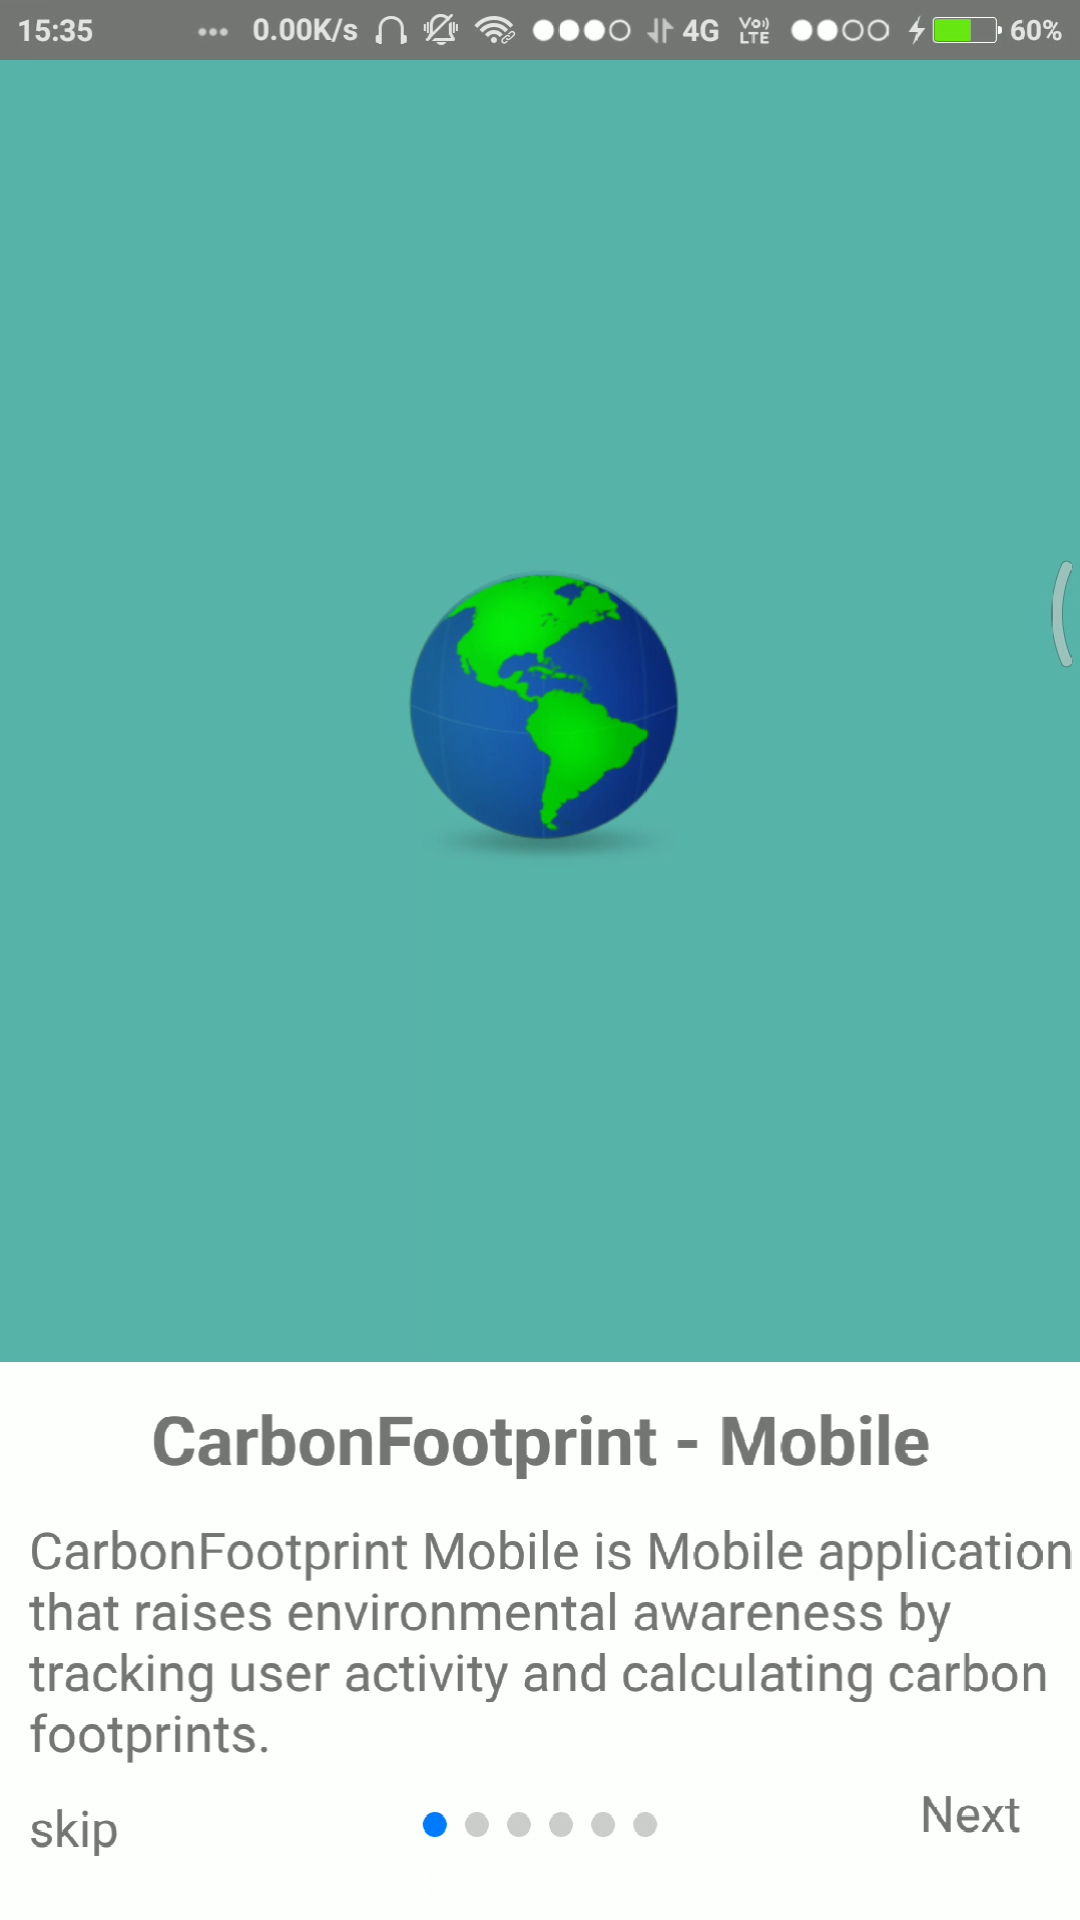 15:35 ... 0.00K/s 4G Vo)) LTE 60%
CarbonFootprint - Mobile
CarbonFootprint Mobile is Mobile application
that raises environmental awareness by
tracking user activity and calculating carbon
footprints.
skip Next